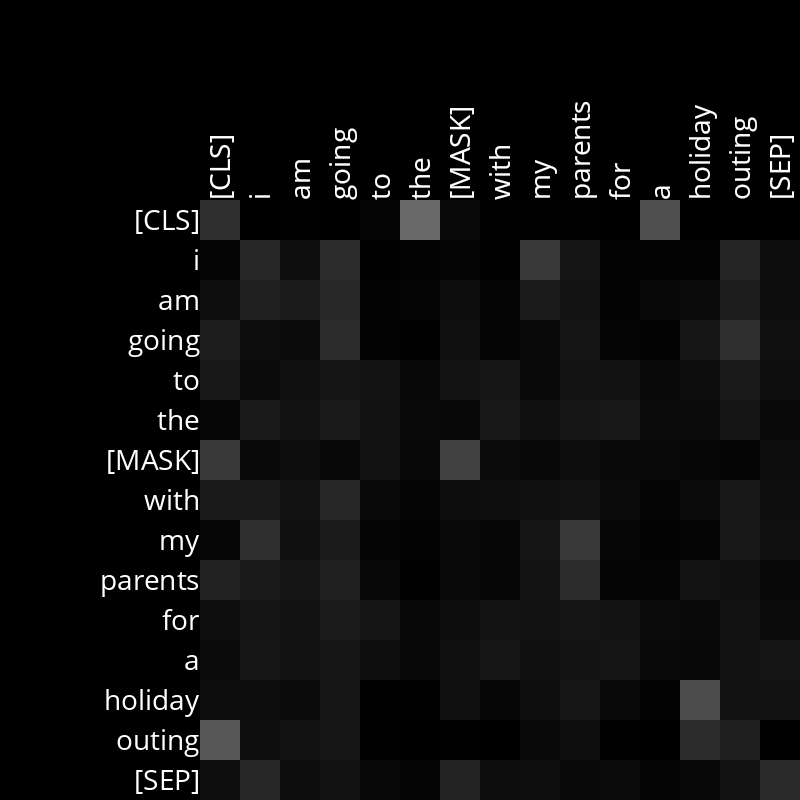 [CLS] i am going to the [MASK] with my parents for a holiday outing [SEP]
[CLS]
i
am
going
to
the
[MASK]
with
my
parents
for
a
holiday
outing
[SEP]